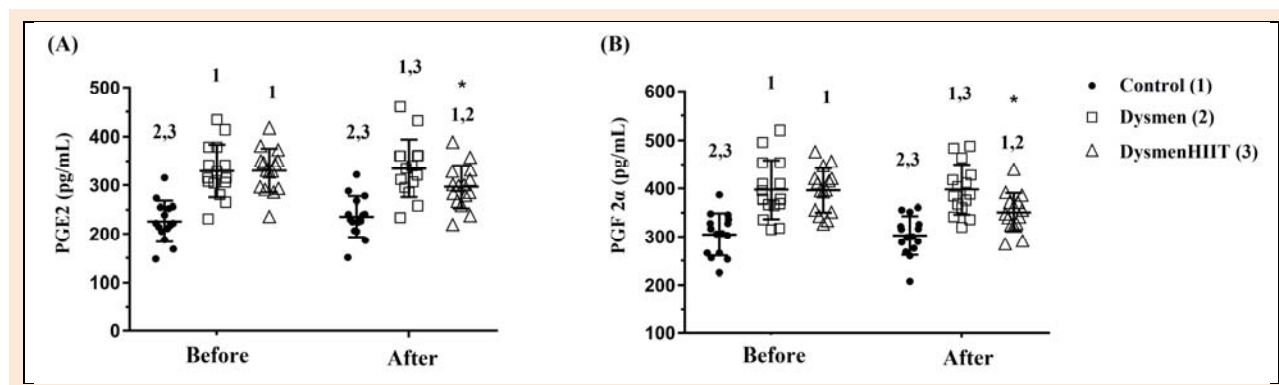 (A)
PGE2 (pg/mL)
500
400
300
200
100
0
2,3
1
1
2,3
1,3
*
1,2
Before
After
(B)
PGF 2α (pg/mL)
600
500
400
300
200
100
2,3
1
1
2,3
1,3
*
1,2
Before
After
Control (1)
Dysmen (2)
DysmenHIIT (3)